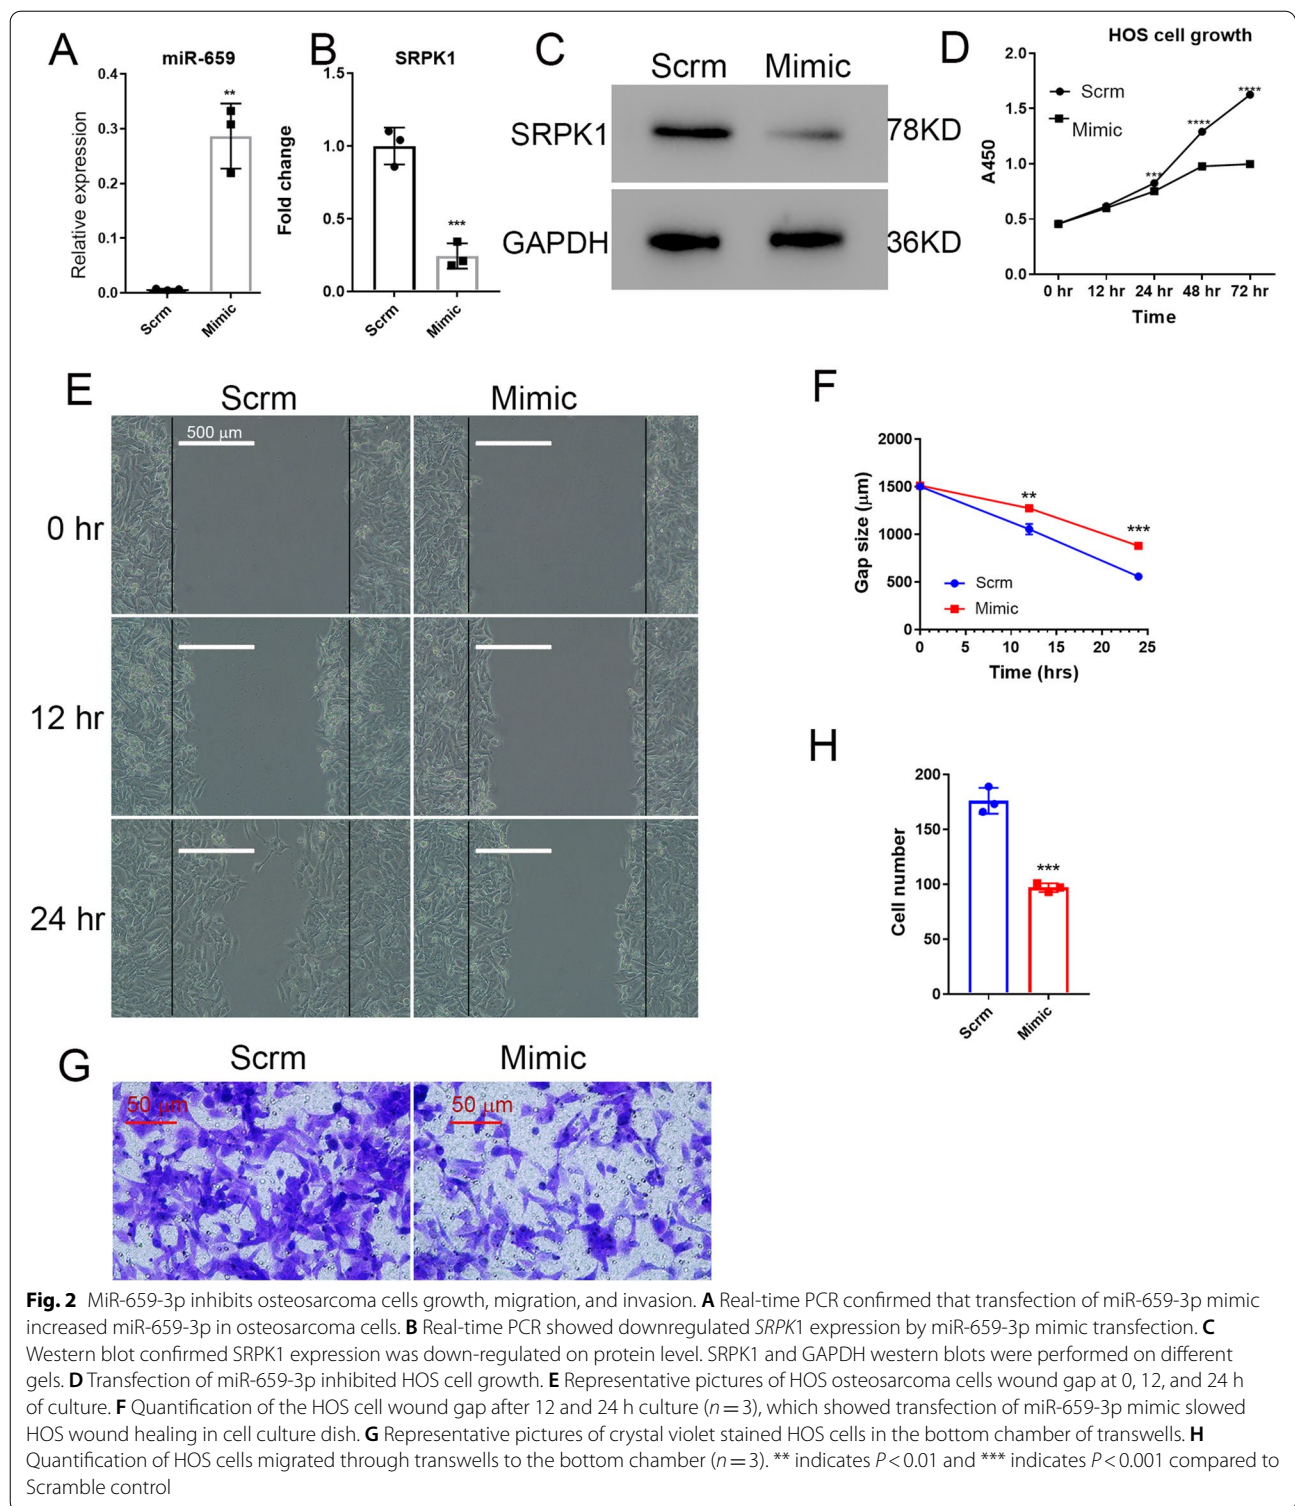 A
miR-659
Relative expression
0.4
0.3
0.2
0.1
0.0
**
Scrm
Mimic
B
SRPK1
Fold change
1.5
1.0
0.5
0.0
***
Scrm
Mimic
C
Scrm Mimic
SRPK1 78KD
GAPDH 36KD
D
HOS cell growth
A450
2.0
1.5
1.0
0.5
0.0
Scrm
Mimic
***
****
****
0 hr 12 hr 24 hr 48 hr 72 hr
Time
E
Scrm Mimic
500 μm
0 hr
12 hr
24 hr
F
Gap size (μm)
2000
1500
1000
500
0
**
***
Scrm
Mimic
0 5 10 15 20 25
Time (hrs)
H
Cell number
200
150
100
50
0
***
Scrm
Mimic
G
Scrm Mimic
50 μm 50 μm
Fig. 2 MiR-659-3p inhibits osteosarcoma cells growth, migration, and invasion. A Real-time PCR confirmed that transfection of miR-659-3p mimic
increased miR-659-3p in osteosarcoma cells. B Real-time PCR showed downregulated SRPK1 expression by miR-659-3p mimic transfection. C
Western blot confirmed SRPK1 expression was down-regulated on protein level. SRPK1 and GAPDH western blots were performed on different
gels. D Transfection of miR-659-3p inhibited HOS cell growth. E Representative pictures of HOS osteosarcoma cells wound gap at 0, 12, and 24 h
of culture. F Quantification of the HOS cell wound gap after 12 and 24 h culture (n = 3), which showed transfection of miR-659-3p mimic slowed
HOS wound healing in cell culture dish. G Representative pictures of crystal violet stained HOS cells in the bottom chamber of transwells. H
Quantification of HOS cells migrated through transwells to the bottom chamber (n = 3). ** indicates P < 0.01 and *** indicates P < 0.001 compared to
Scramble control